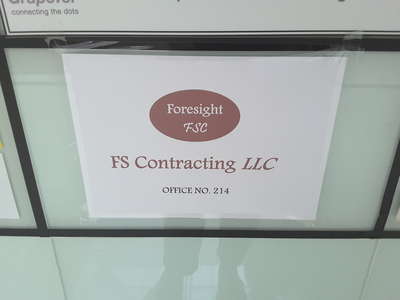 connecting the dots
Foresight
FSC
FS Contracting LLC
OFFICE NO. 214